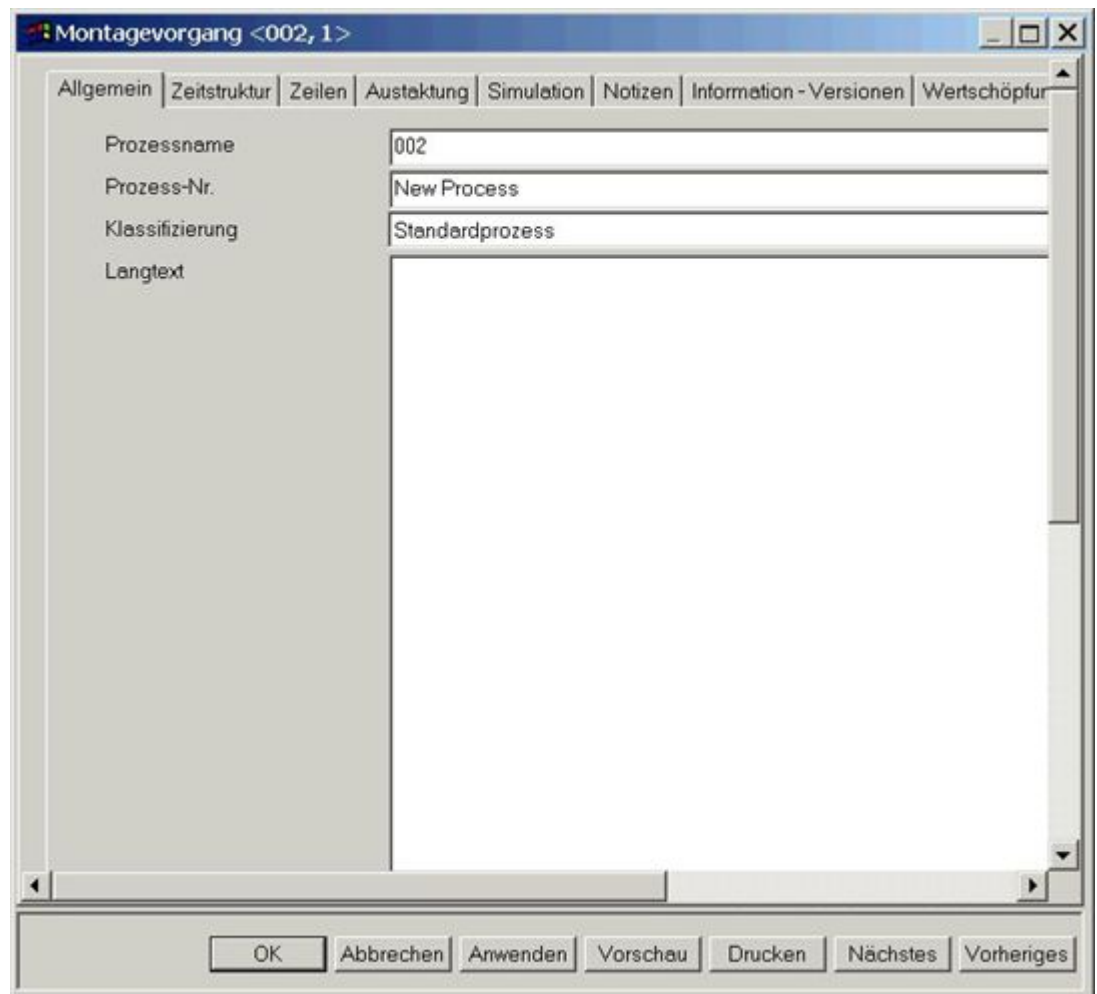 Montagevorgang <002, 1>
Allgemein Zeitstruktur Zeilen Austaktung Simulation Notizen Information - Versionen Wertschöpfun
Prozessname 002
Prozess-Nr. New Process
Klassifizierung Standardprozess
Langtext
OK Abbrechen Anwenden Vorschau Drucken Nächstes Vorheriges